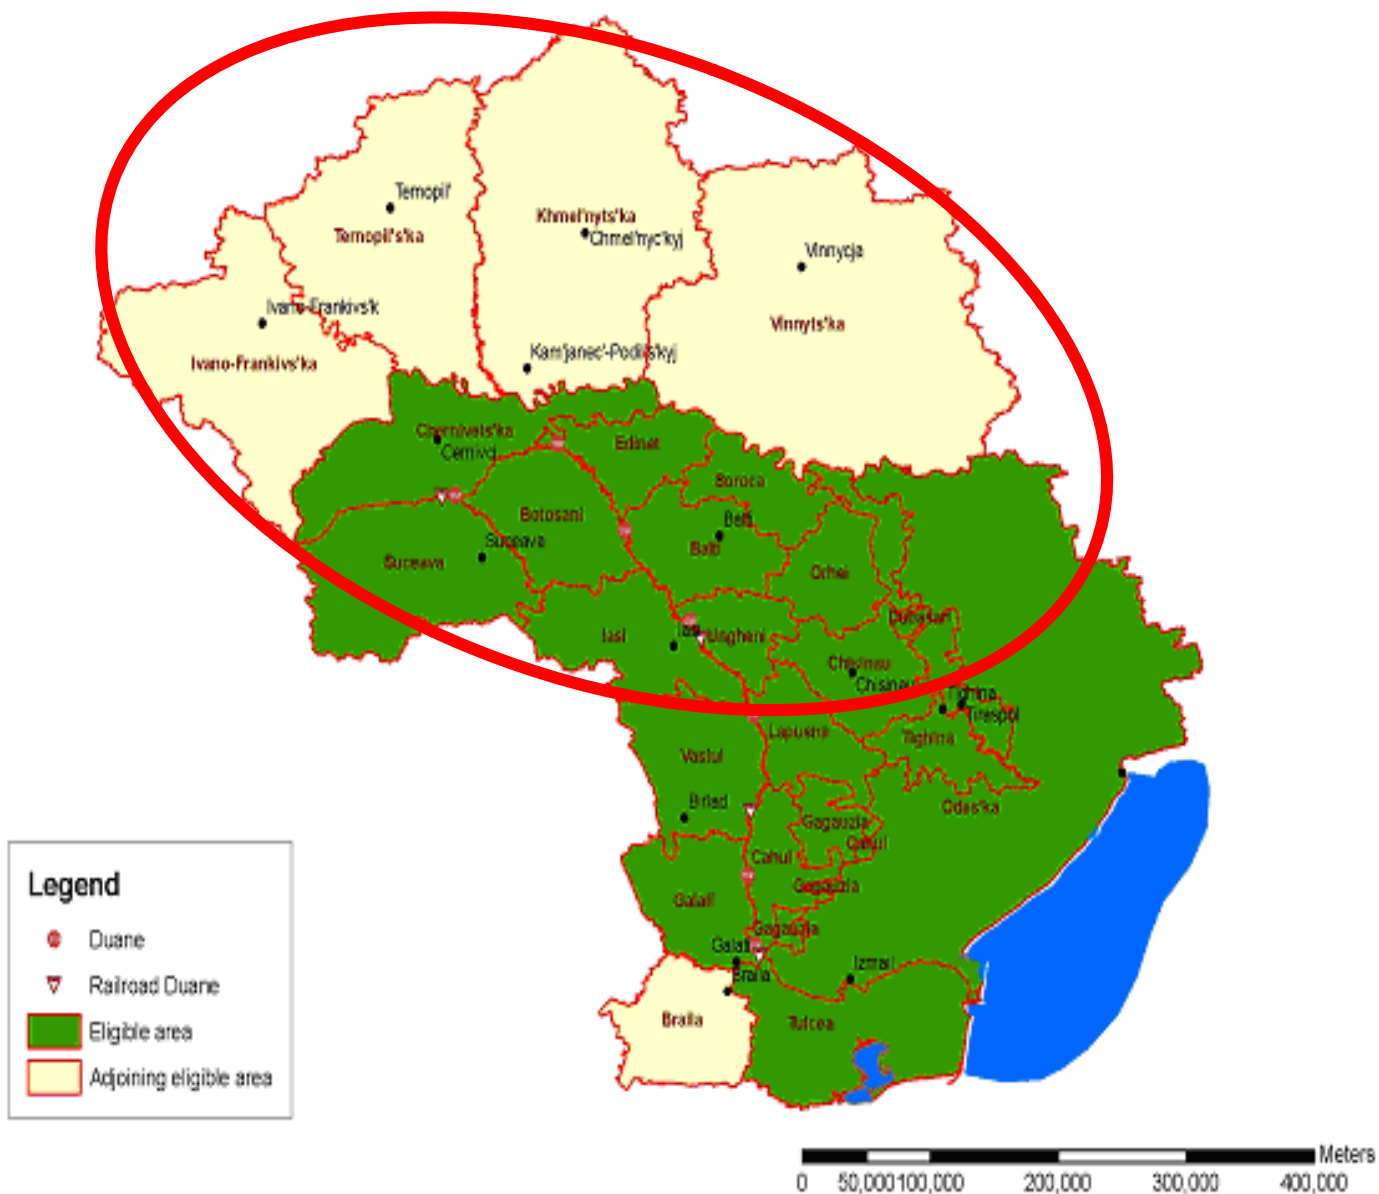 Ternopil'
Ternopil's'ka
Khmel'nyts'ka
Chmel'nyc'kyj
Vinnycja
Ivano-Frankivs'k
Vinnyts'ka
Ivano-Frankivs'ka
Kam'janec'-Podil's'kyj
Chernivets'ka
Cernivci
Edinet
Soroca
Botosani
Balti
Balti
Suceava
Suceava
Orhei
Dubasari
Iasi
Iasi
Ungheni
Chisinau
Chisinau
Tighina
Tiraspol
Lapusna
Tighina
Vaslui
Birlad
Odes'ka
Gagauzia
Cahul
Cahul
Gagauzia
Galati
Gagauzia
Galati
Braila
Izmail
Braila
Tulcea
Legend
Duane
Railroad Duane
Eligible area
Adjoining eligible area
Meters
0 50,000100,000 200,000 300,000 400,000